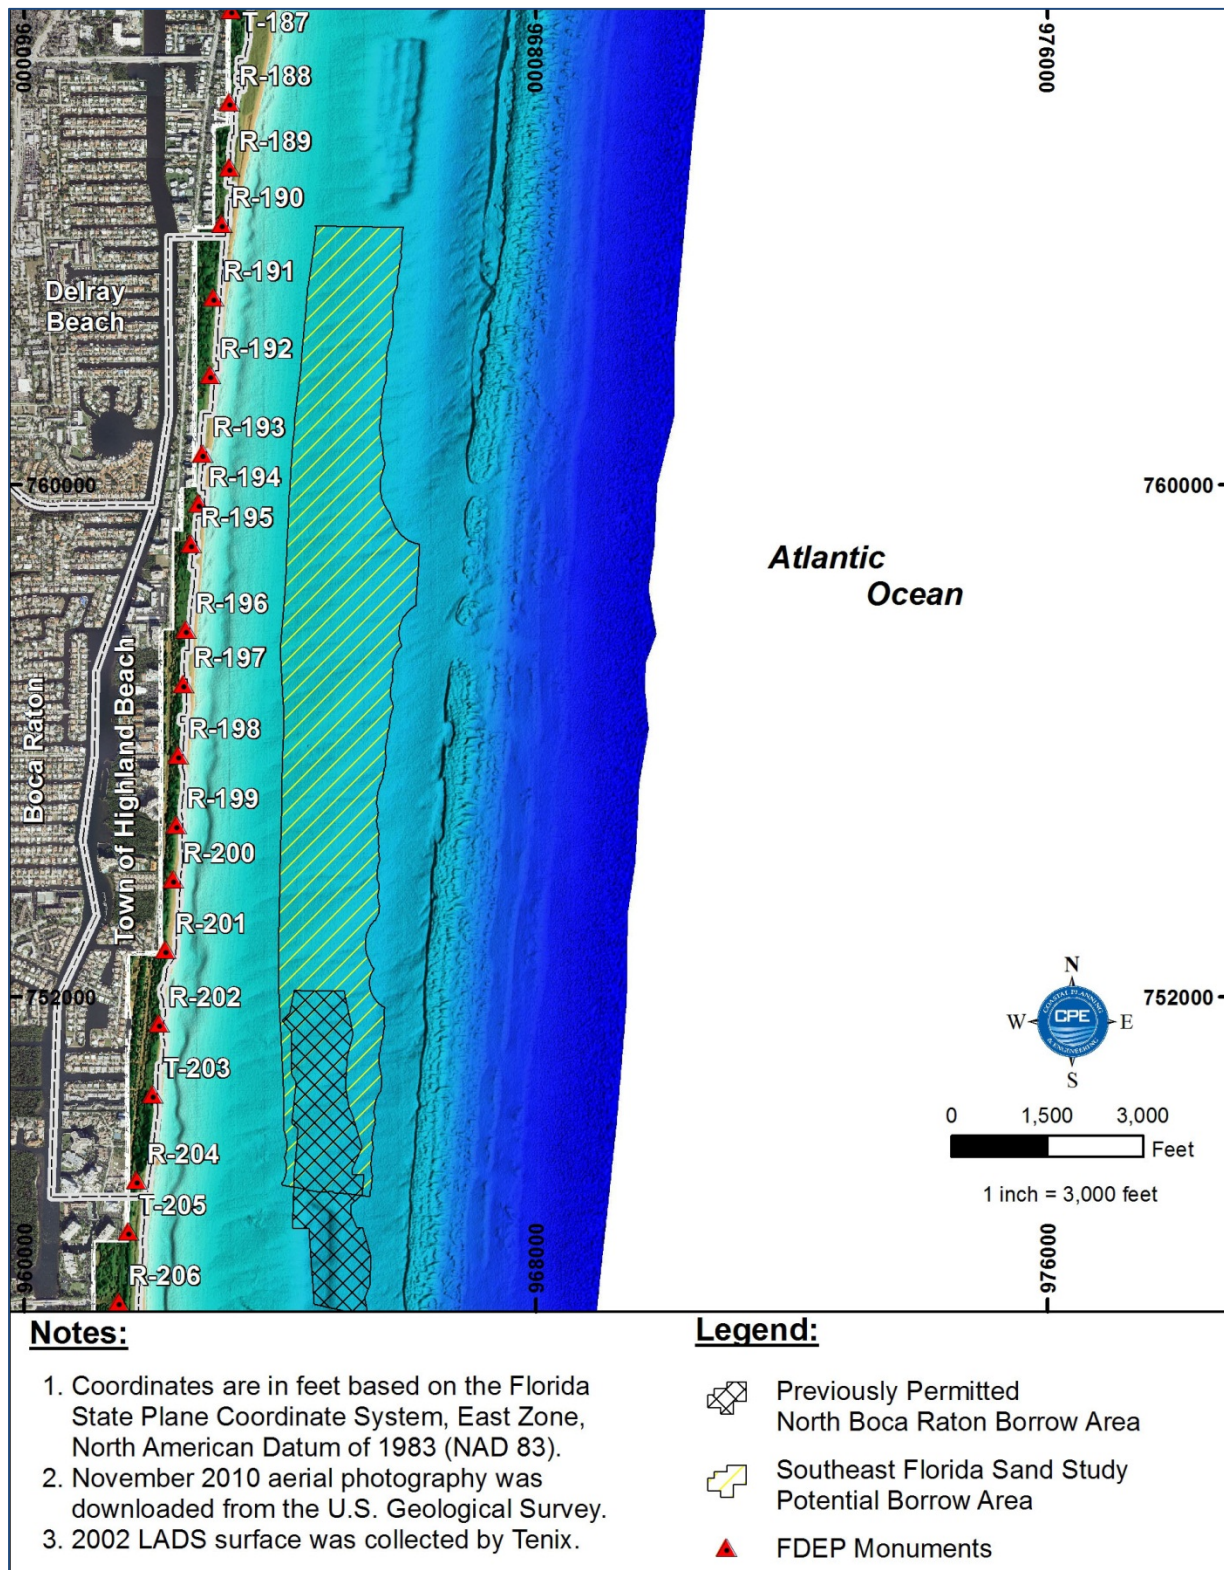 960000
968000
976000
T-187
R-188
R-189
R-190
R-191
Delray
Beach
R-192
R-193
R-194
760000
760000
R-195
Atlantic
Ocean
R-196
R-197
Boca Raton
Town of Highland Beach
R-198
R-199
R-200
R-201
752000
752000
R-202
T-203
R-204
T-205
R-206
N
W
E
S
COASTAL PLANNING
CPE
& ENGINEERING
0 1,500 3,000
Feet
1 inch = 3,000 feet
960000
968000
976000
Notes:
1. Coordinates are in feet based on the Florida
State Plane Coordinate System, East Zone,
North American Datum of 1983 (NAD 83).
2. November 2010 aerial photography was
downloaded from the U.S. Geological Survey.
3. 2002 LADS surface was collected by Tenix.
Legend:
Previously Permitted
North Boca Raton Borrow Area
Southeast Florida Sand Study
Potential Borrow Area
FDEP Monuments